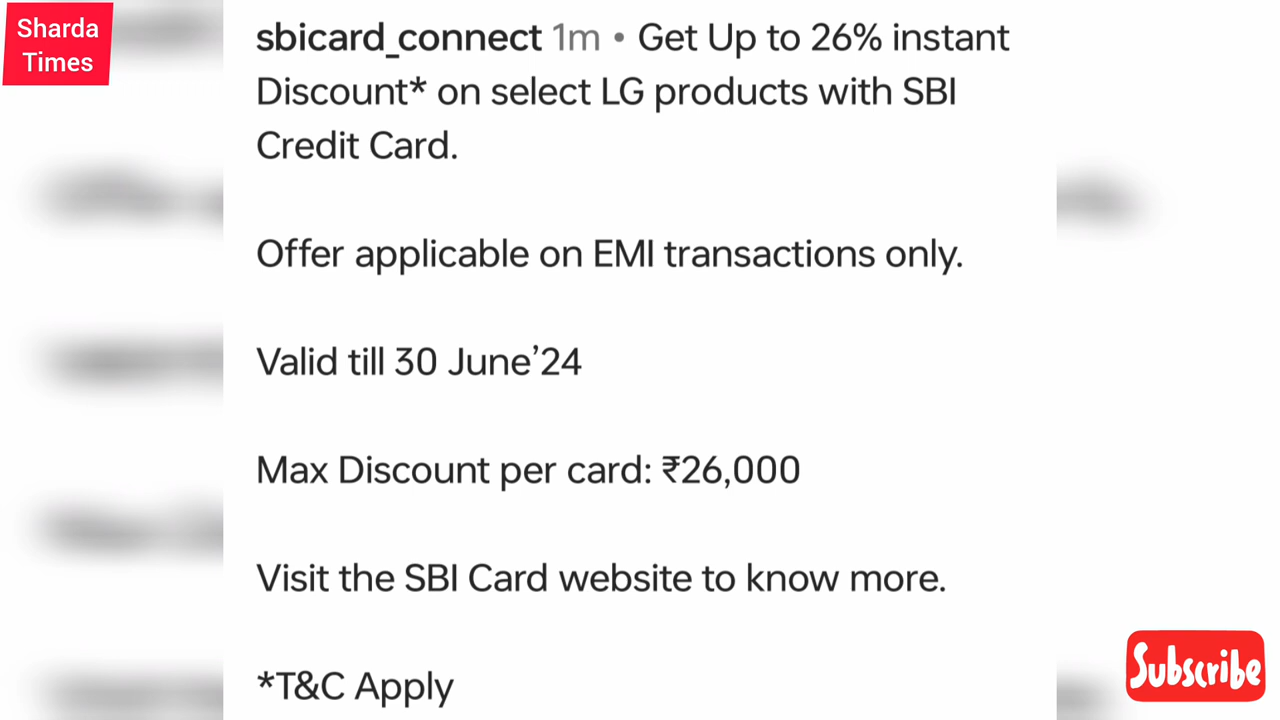 Sharda
Times
sbicard_connect 1m • Get Up to 26% instant
Discount* on select LG products with SBI
Credit Card.
Offer applicable on EMI transactions only.
Valid till 30 June’24
Max Discount per card: ₹26,000
Visit the SBI Card website to know more.
*T&C Apply
Subscribe